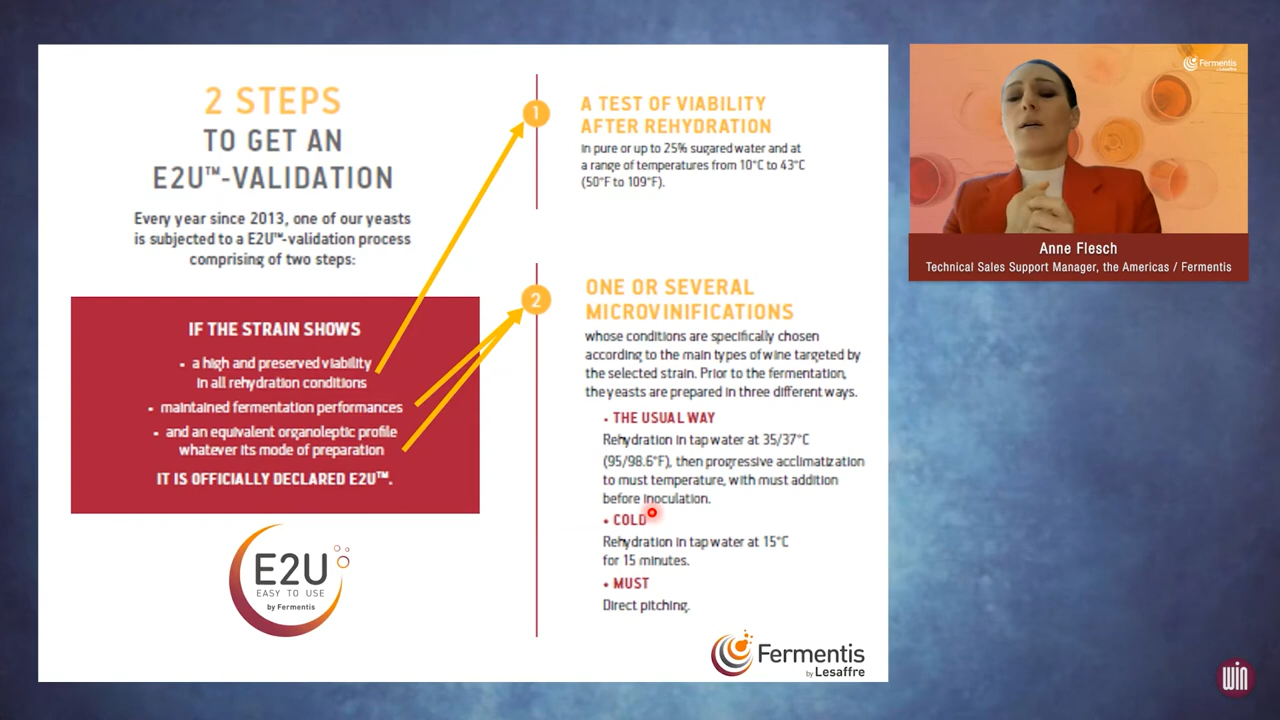 2 STEPS
TO GET AN
E2U™-VALIDATION
Every year since 2013, one of our yeasts
is subjected to a E2U™-validation process
comprising of two steps:
IF THE STRAIN SHOWS
• a high and preserved viability
in all rehydration conditions
• maintained fermentation performances
• and an equivalent organoleptic profile
whatever its mode of preparation
IT IS OFFICIALLY DECLARED E2U™.
E2U
EASY TO USE
by Fermentis
1
A TEST OF VIABILITY
AFTER REHYDRATION
in pure or up to 25% sugared water and at
a range of temperatures from 10°C to 43°C
(50°F to 109°F).
2
ONE OR SEVERAL
MICROVINIFICATIONS
whose conditions are specifically chosen
according to the main types of wine targeted by
the selected strain. Prior to the fermentation,
the yeasts are prepared in three different ways.
• THE USUAL WAY
Rehydration in tap water at 35/37°C
(95/98.6°F), then progressive acclimatization
to must temperature, with must addition
before inoculation.
• COLD
Rehydration in tap water at 15°C
for 15 minutes.
• MUST
Direct pitching.
Fermentis
by Lesaffre
Fermentis
by Lesaffre
Anne Flesch
Technical Sales Support Manager, the Americas / Fermentis
win